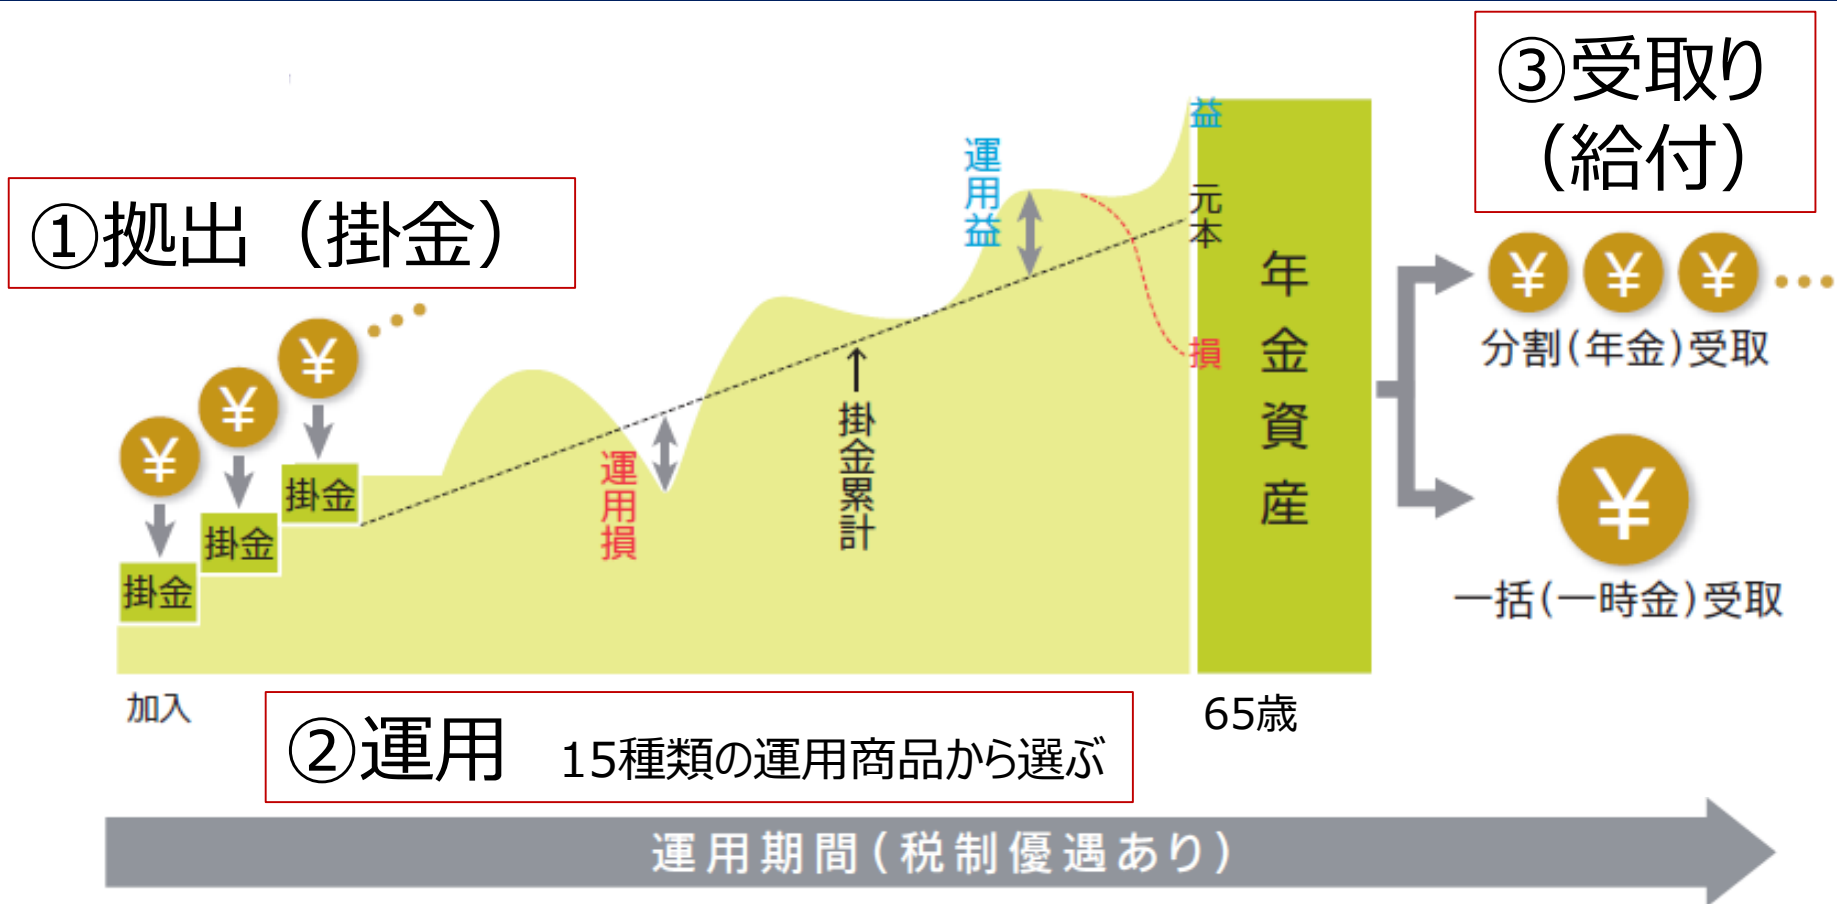 ①拠出（掛金）
¥
¥
¥
掛金
掛金
掛金
運用損
↑掛金累計
運用益
益
元本
損
年金資産
③受取り
（給付）
¥ ¥ ¥
分割(年金)受取
¥
一括(一時金)受取
加入
65歳
②運用 15種類の運用商品から選ぶ
運用期間(税制優遇あり)